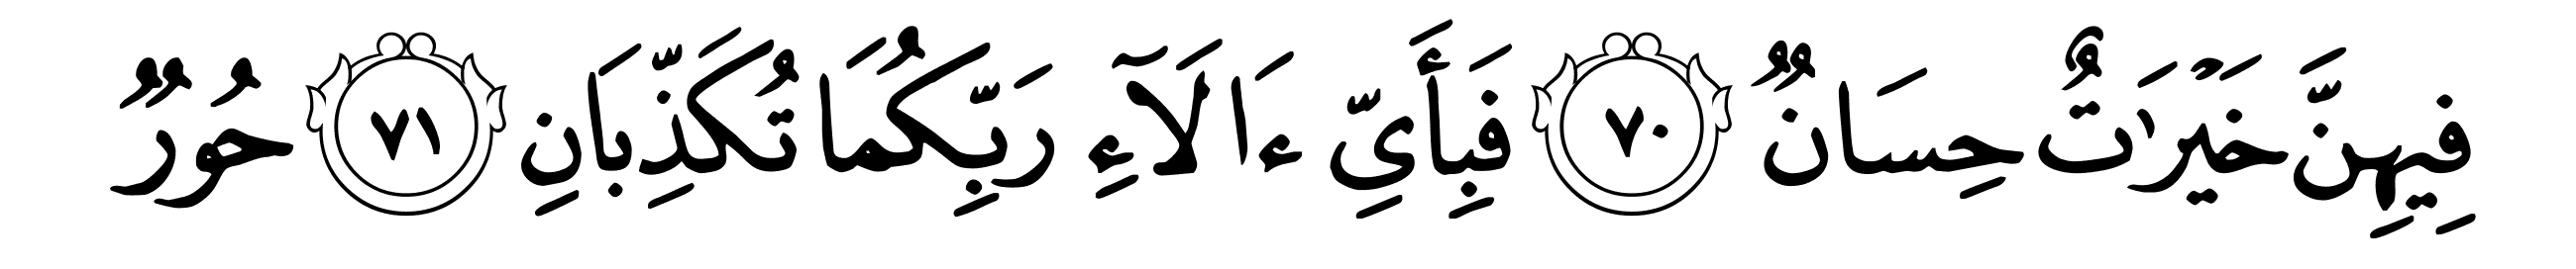 فِيهِنَّ خَيْرَٰتٌ حِسَانٌ ٧٠ فَبِأَىِّ ءَالَآءِ رَبِّكُمَا تُكَذِّبَانِ ٧١ حُورٌ